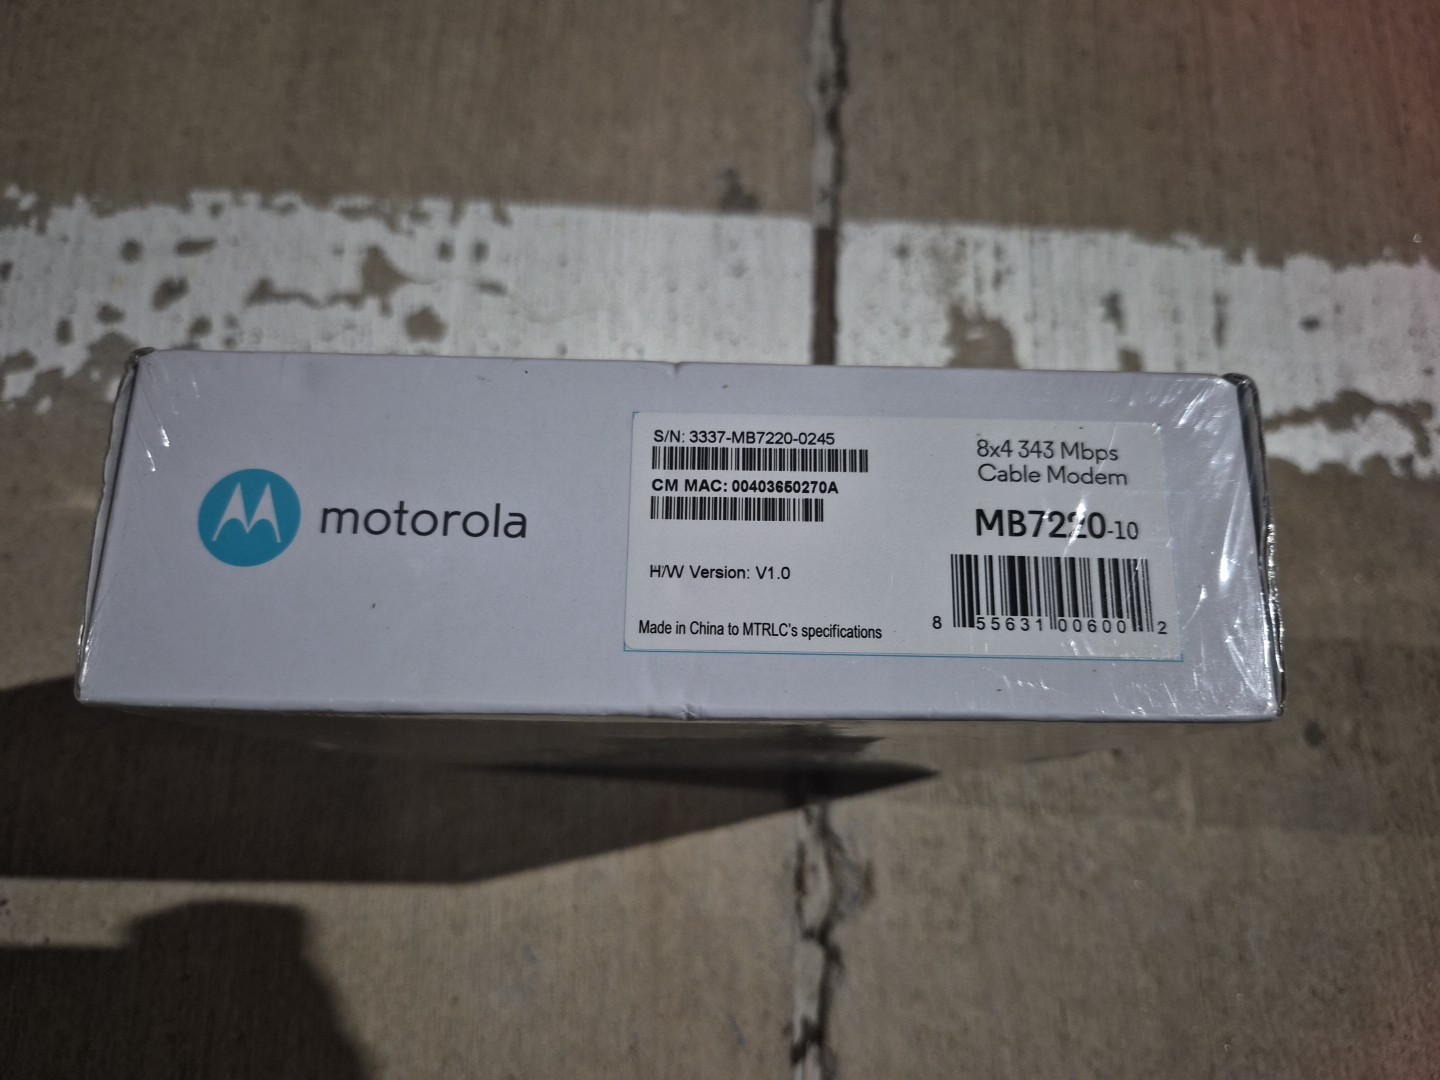 motorola
S/N: 3337-MB7220-0245
CM MAC: 00403650270A
H/W Version: V1.0
Made in China to MTRLC's specifications
8x4 343 Mbps
Cable Modem
MB7220-10
8 55631 00600 2